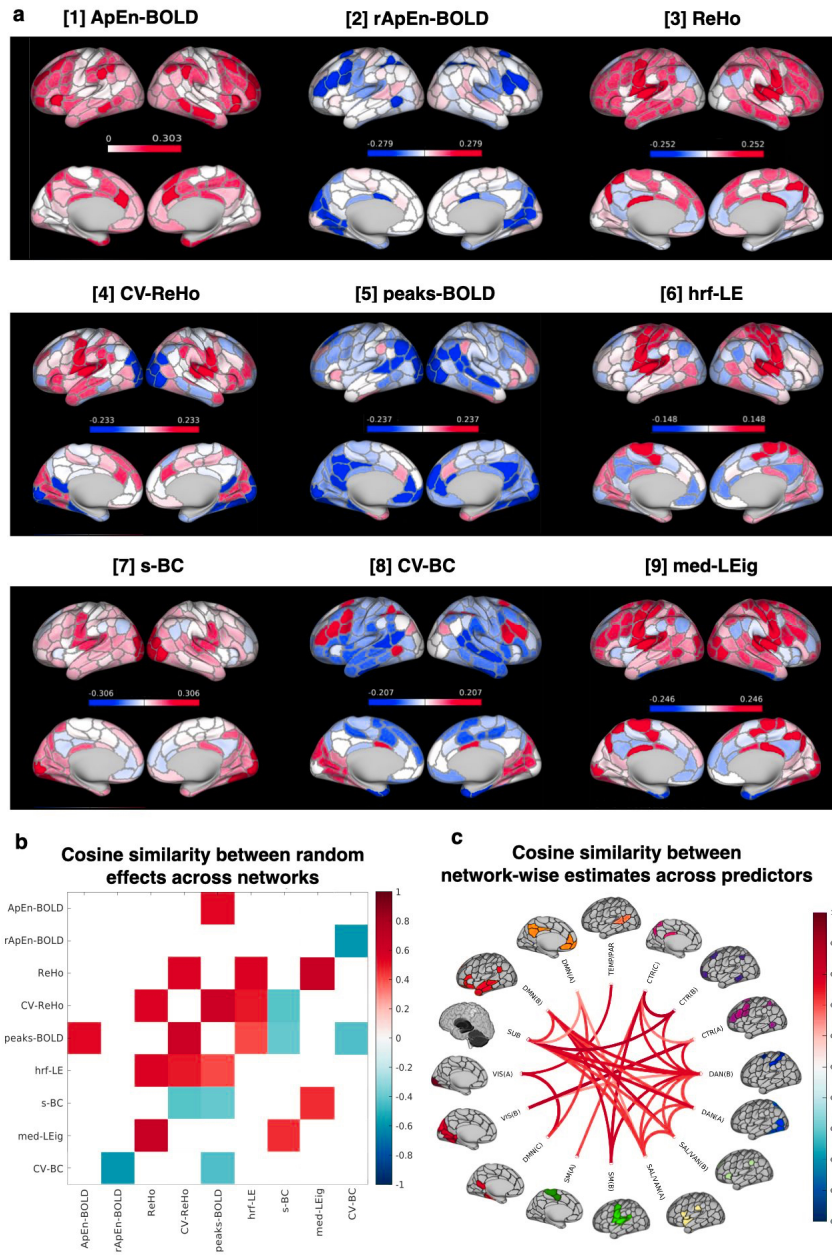 a
[1] ApEn-BOLD
[2] rApEn-BOLD
[3] ReHo
0
0.303
-0.279
0.279
-0.252
0.252
[4] CV-ReHo
[5] peaks-BOLD
[6] hrf-LE
-0.233
0.233
-0.237
0.237
-0.148
0.148
[7] s-BC
[8] CV-BC
[9] med-LEig
-0.306
0.306
-0.207
0.207
-0.246
0.246
b
Cosine similarity between random
effects across networks
ApEn-BOLD
rApEn-BOLD
ReHo
CV-ReHo
peaks-BOLD
hrf-LE
s-BC
med-LEig
CV-BC
ApEn-BOLD
rApEn-BOLD
ReHo
CV-ReHo
peaks-BOLD
hrf-LE
s-BC
med-LEig
CV-BC
1
0.8
0.6
0.4
0.2
0
-0.2
-0.4
-0.6
-0.8
-1
c
Cosine similarity between
network-wise estimates across predictors
TEMP/PAR
CTR(C)
CTR(B)
CTR(A)
DAN(B)
DAN(A)
SAL/VAN(B)
SAL/VAN(A)
SM(B)
SM(A)
DMN(C)
VIS(B)
VIS(A)
SUB
DMN(B)
DMN(A)